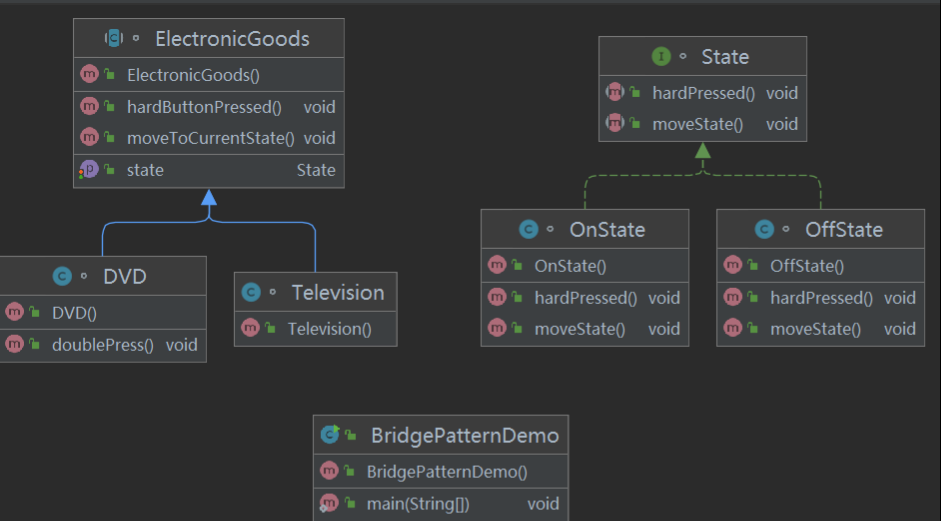 ElectronicGoods
ElectronicGoods()
hardButtonPressed() void
moveToCurrentState() void
state State
State
hardPressed() void
moveState() void
DVD
DVD()
doublePress() void
Television
Television()
OnState
OnState()
hardPressed() void
moveState() void
OffState
OffState()
hardPressed() void
moveState() void
BridgePatternDemo
BridgePatternDemo()
main(String[]) void